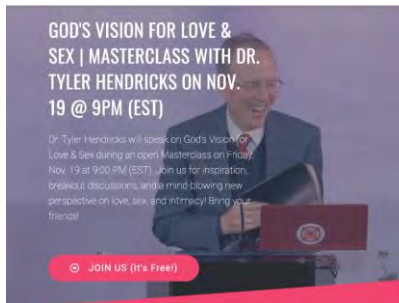 GOD'S VISION FOR LOVE &
SEX | MASTERCLASS WITH DR.
TYLER HENDRICKS ON NOV.
19 @ 9PM (EST)
Dr. Tyler Hendricks will speak on God's Vision for
Love & Sex during an open Masterclass on Friday,
Nov. 19 at 9:00 PM (EST). Join us for inspiration,
breakout discussions, and a mind-blowing new
perspective on love, sex, and intimacy! Bring your
friends!
JOIN US (It's Free!)